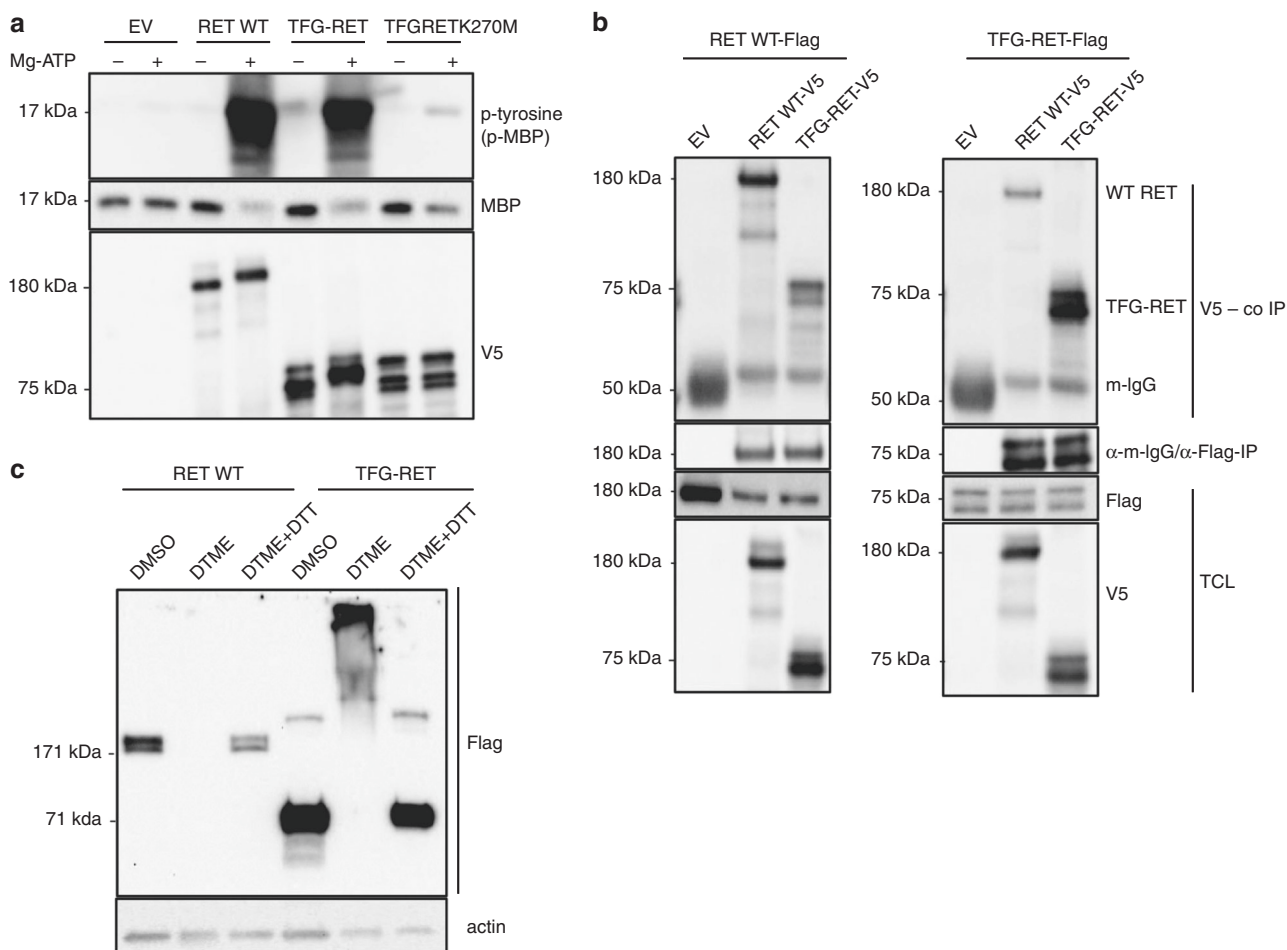 a
EV RET WT TFG-RET TFGRETK270M
Mg-ATP – + – + – + – +
17 kDa
p-tyrosine
(p-MBP)
17 kDa
MBP
180 kDa
V5
75 kDa
b
RET WT-Flag
EV RET WT-V5 TFG-RET-V5
180 kDa
75 kDa
50 kDa
180 kDa
180 kDa
180 kDa
75 kDa
TFG-RET-Flag
EV RET WT-V5 TFG-RET-V5
180 kDa
WT RET
75 kDa
TFG-RET
V5 – co IP
m-IgG
50 kDa
75 kDa
α-m-IgG/α-Flag-IP
75 kDa
Flag
180 kDa
V5
TCL
75 kDa
c
RET WT TFG-RET
DMSO DTME DTME+DTT DMSO DTME DTME+DTT
171 kDa
Flag
71 kda
actin